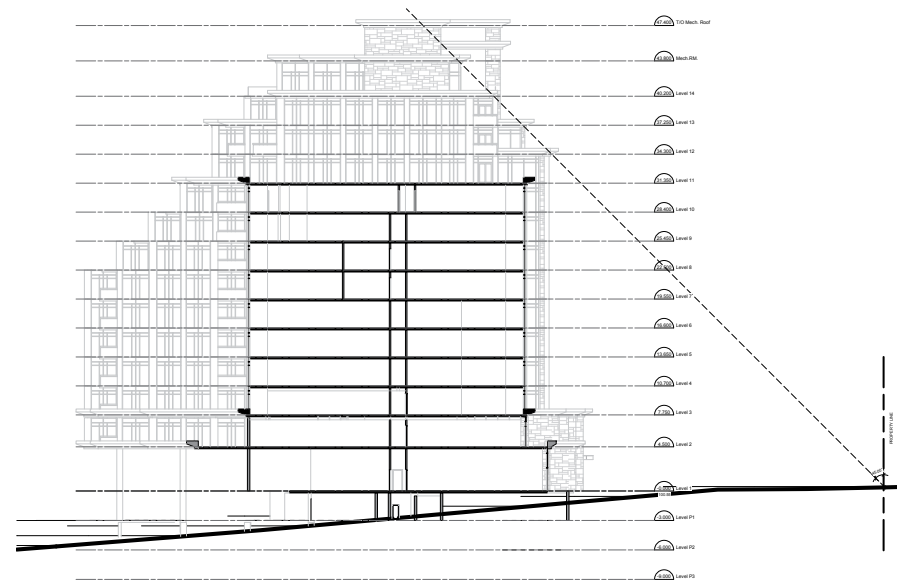 47.400 T/O Mech. Roof
43.800 Mech RM.
40.200 Level 14
37.250 Level 13
34.300 Level 12
31.350 Level 11
28.400 Level 10
25.450 Level 9
22.500 Level 8
19.550 Level 7
16.600 Level 6
13.650 Level 5
10.700 Level 4
7.750 Level 3
PROPERTY LINE
4.500 Level 2
Level 1
-3.000 Level P1
-6.000 Level P2
-9.000 Level P3